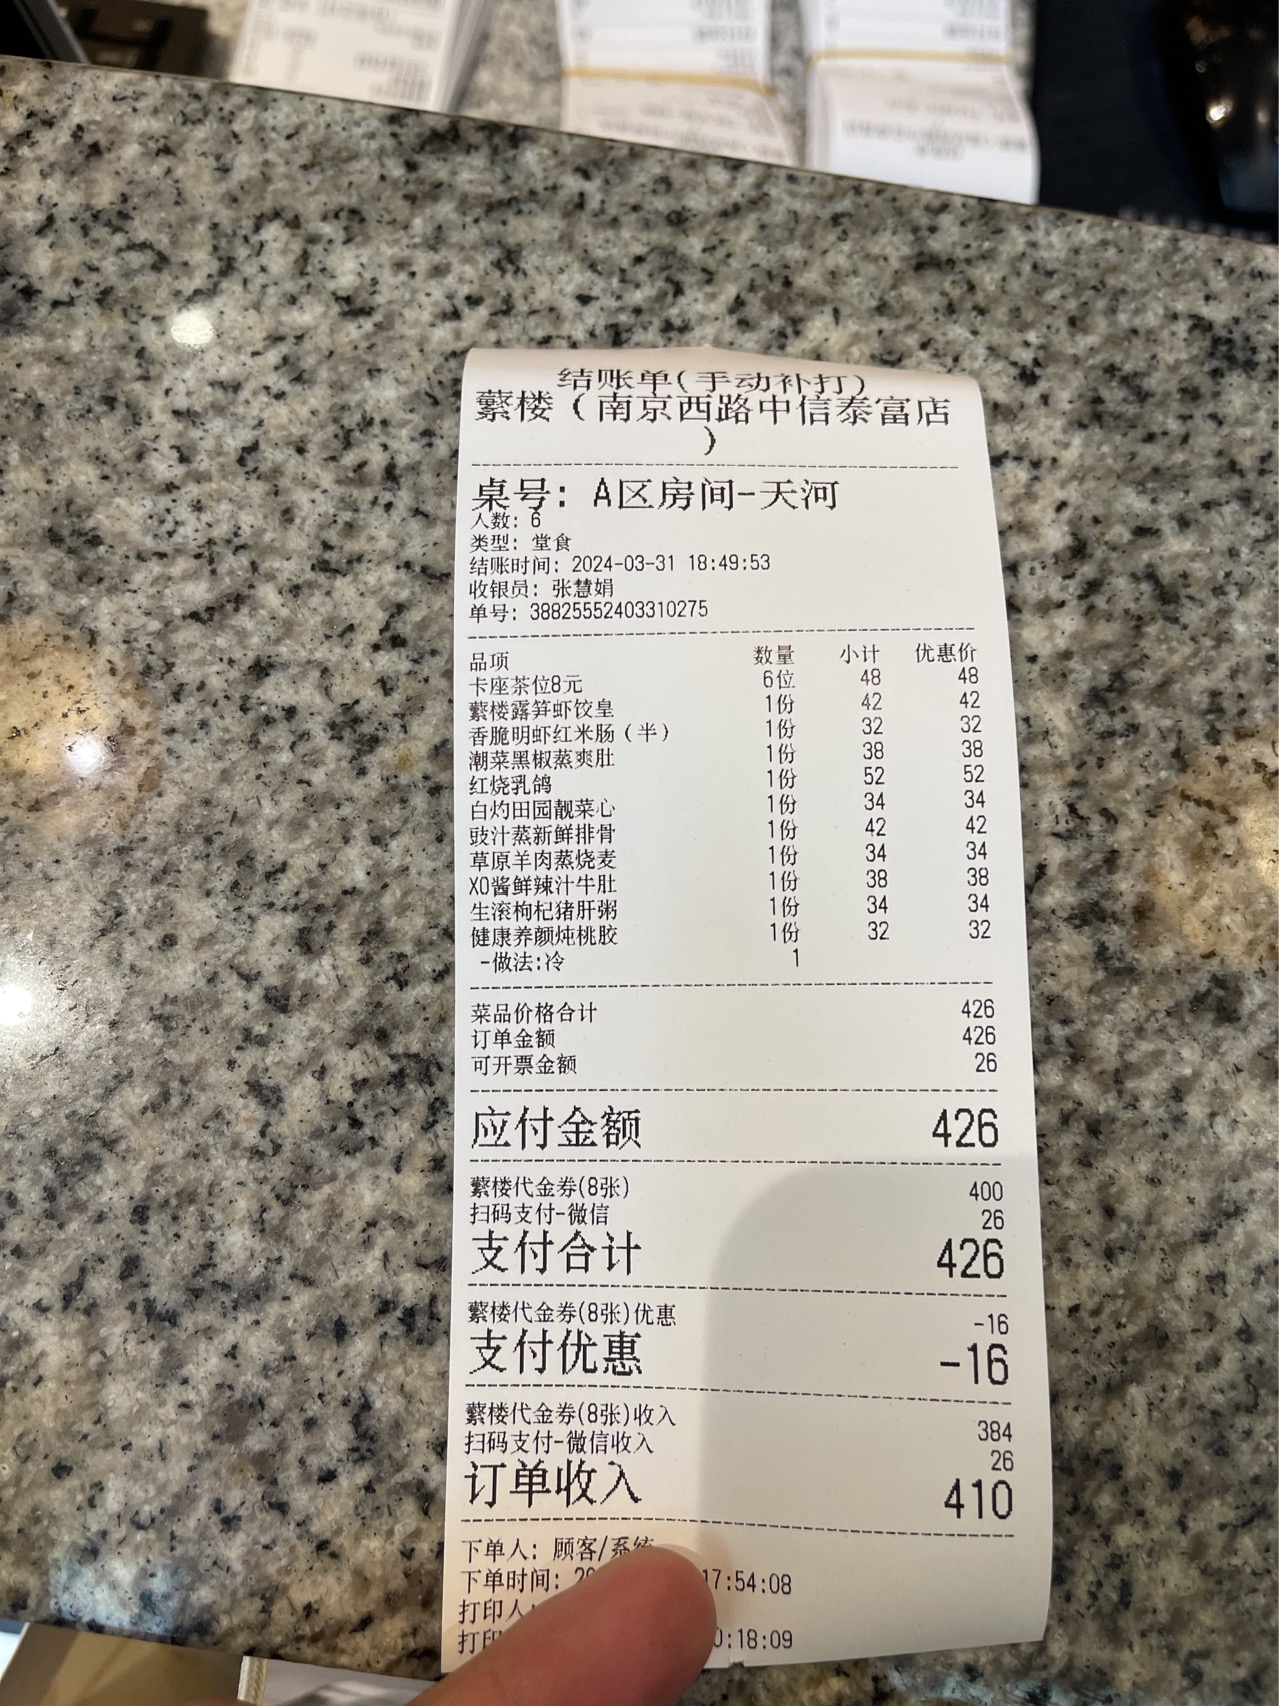 结账单(手动补打)
蘩楼（南京西路中信泰富店
）
桌号: A区房间-天河
人数: 6
类型: 堂食
结账时间: 2024-03-31 18:49:53
收银员: 张慧娟
单号: 38825552403310275
品项 数量 小计 优惠价
卡座茶位8元 6位 48 48
蘩楼露笋虾饺皇 1份 42 42
香脆明虾红米肠（半） 1份 32 32
潮菜黑椒蒸爽肚 1份 38 38
红烧乳鸽 1份 52 52
白灼田园靓菜心 1份 34 34
豉汁蒸新鲜排骨 1份 42 42
草原羊肉蒸烧麦 1份 34 34
XO酱鲜辣汁牛肚 1份 38 38
生滚枸杞猪肝粥 1份 34 34
健康养颜炖桃胶 1份 32 32
-做法:冷 1
菜品价格合计 426
订单金额 426
可开票金额 26
应付金额 426
蘩楼代金券(8张) 400
扫码支付-微信 26
支付合计 426
蘩楼代金券(8张)优惠 -16
支付优惠 -16
蘩楼代金券(8张)收入 384
扫码支付-微信收入 26
订单收入 410
下单人: 顾客/系统
下单时间: 17:54:08
打印人
打印 :18:09